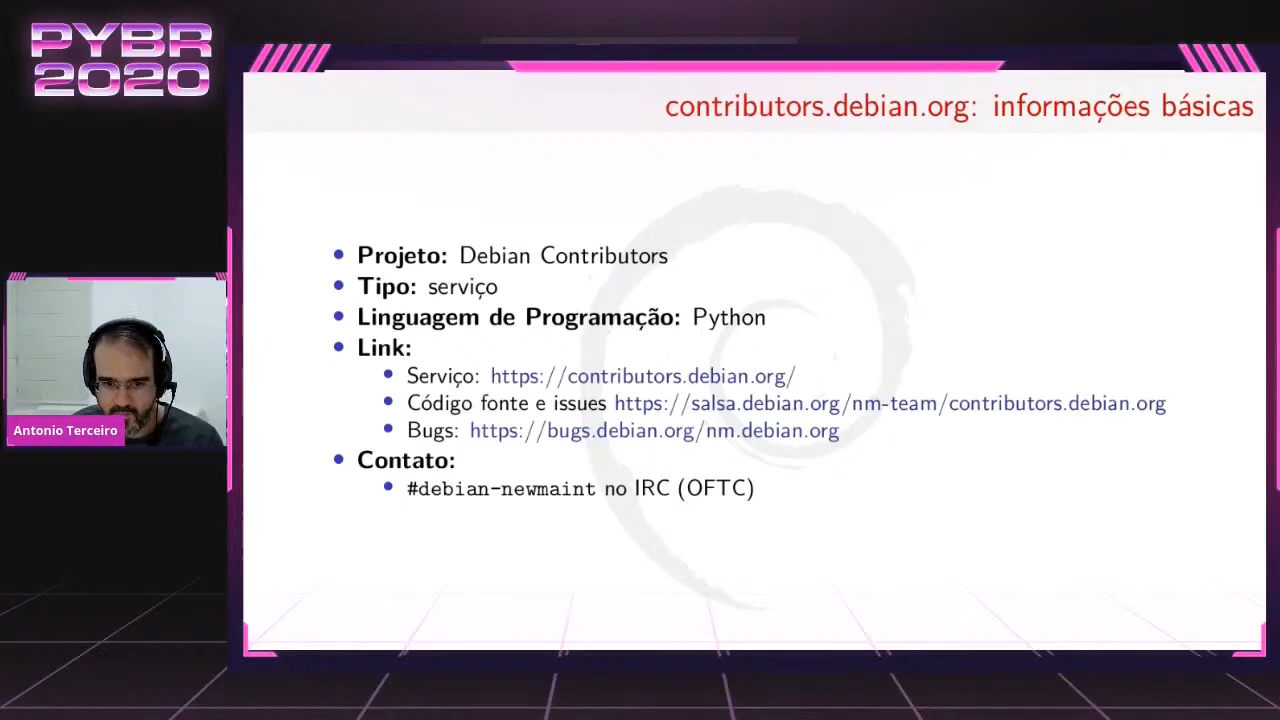 PYBR
2020
contributors.debian.org: informações básicas
• Projeto: Debian Contributors
• Tipo: serviço
• Linguagem de Programação: Python
• Link:
• Serviço: https://contributors.debian.org/
• Código fonte e issues https://salsa.debian.org/nm-team/contributors.debian.org
• Bugs: https://bugs.debian.org/nm.debian.org
• Contato:
• #debian-newmaint no IRC (OFTC)
Antonio Terceiro